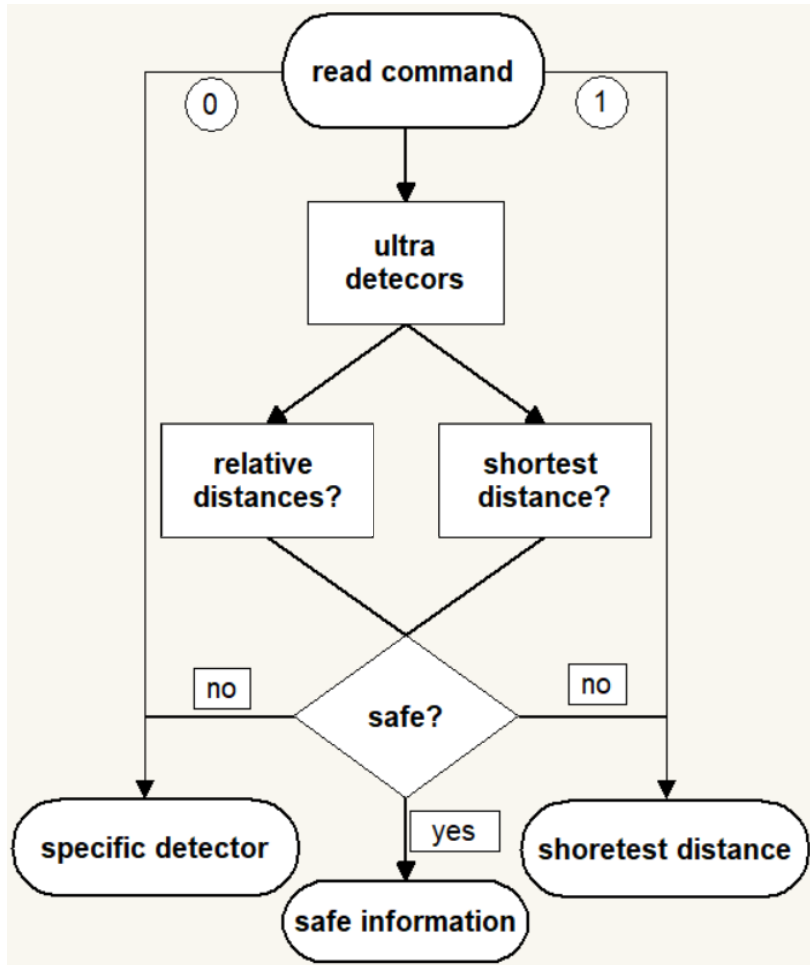 read command
0
1
ultra
detecors
relative
distances?
shortest
distance?
no
no
safe?
yes
specific detector
shoretest distance
safe information